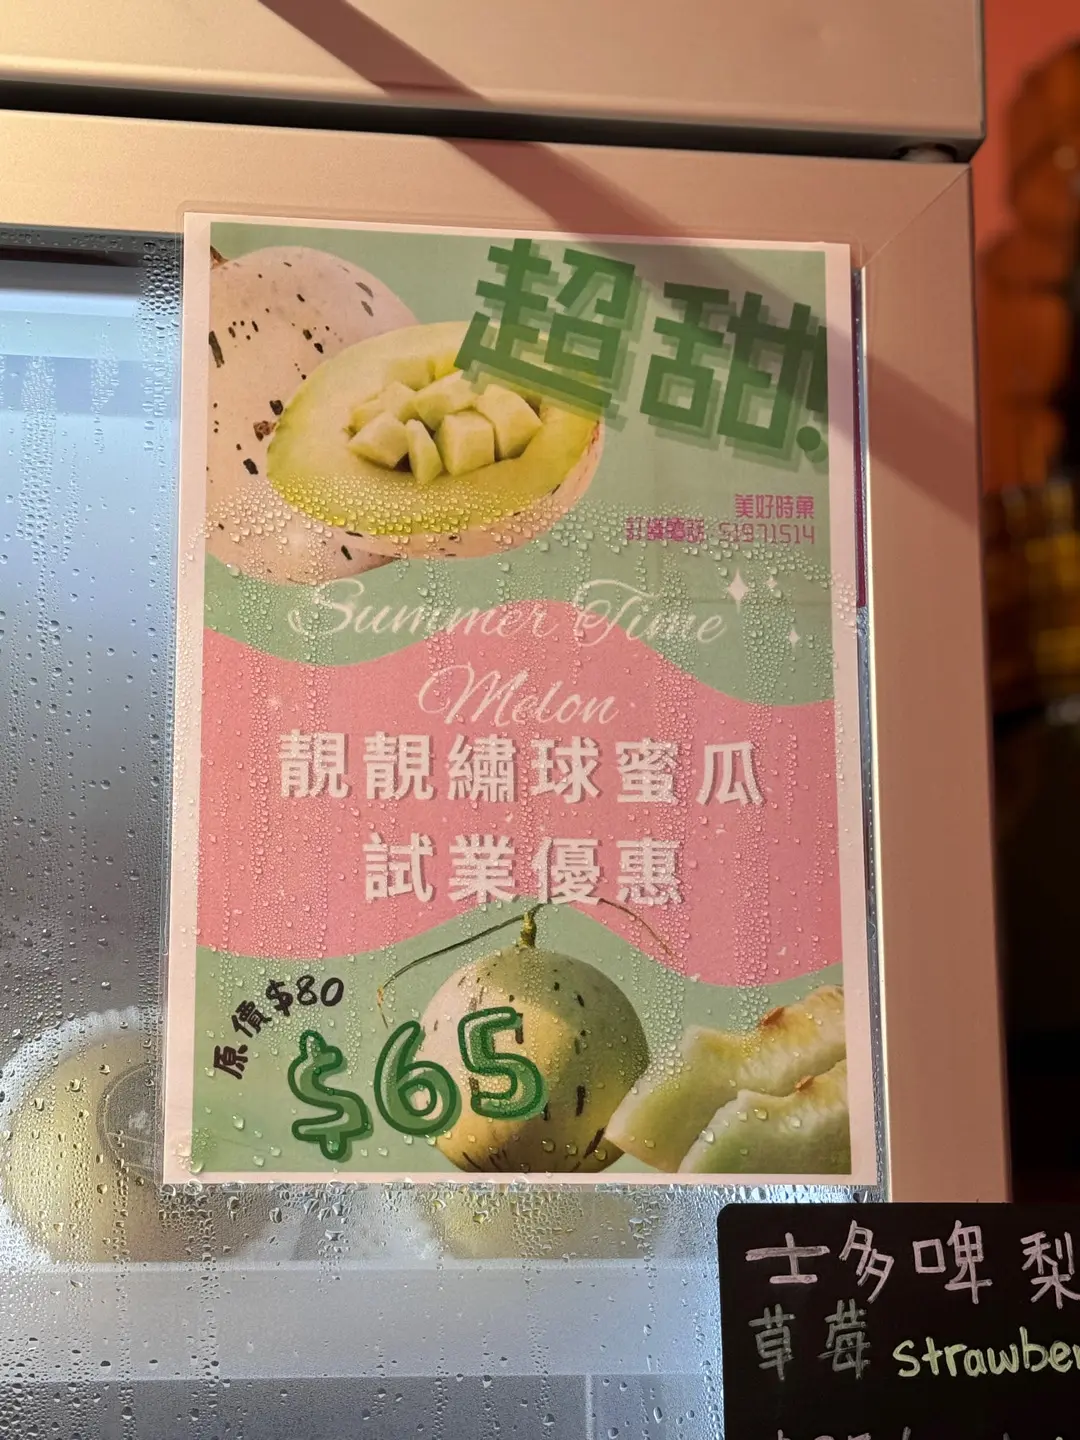 超甜!
美好時菓
訂購電話 51971514
Summer Time
Melon
靚靚繡球蜜瓜
試業優惠
原價$80
$65
士多啤梨
草莓 strawber